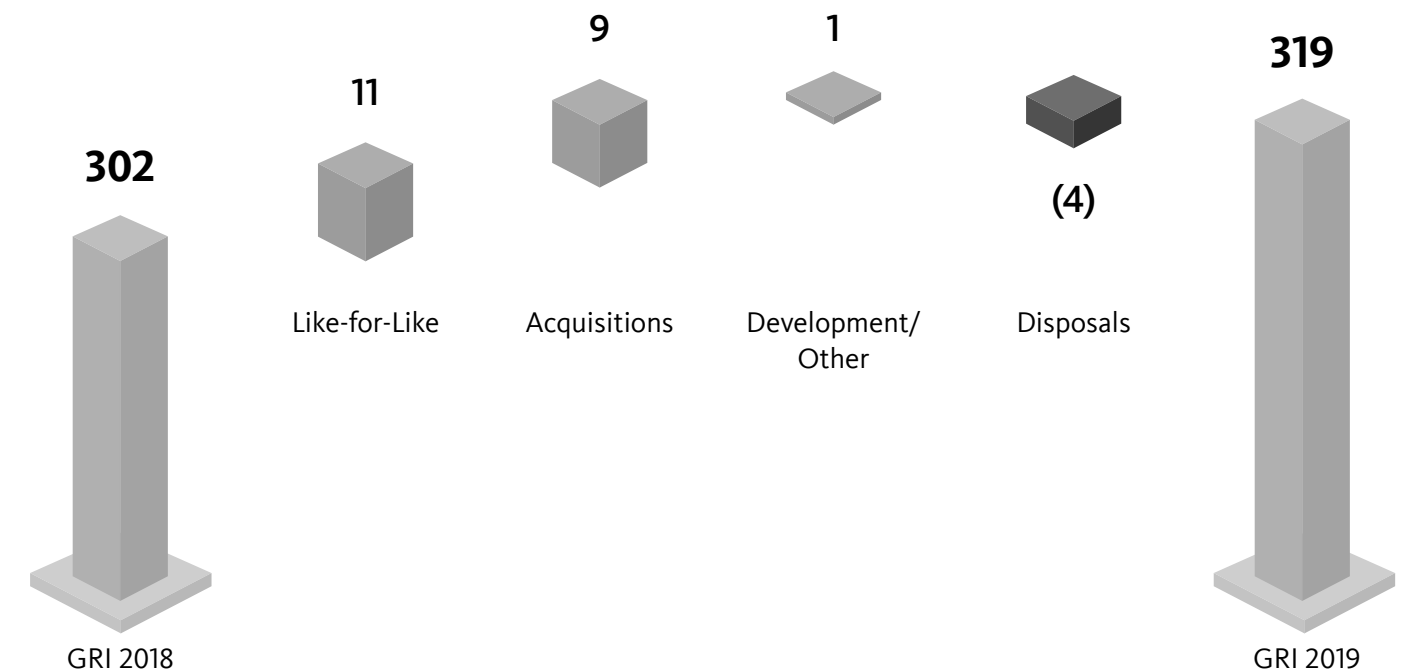 302
11
9
1
(4)
319
Like-for-Like
Acquisitions
Development/
Other
Disposals
GRI 2018
GRI 2019